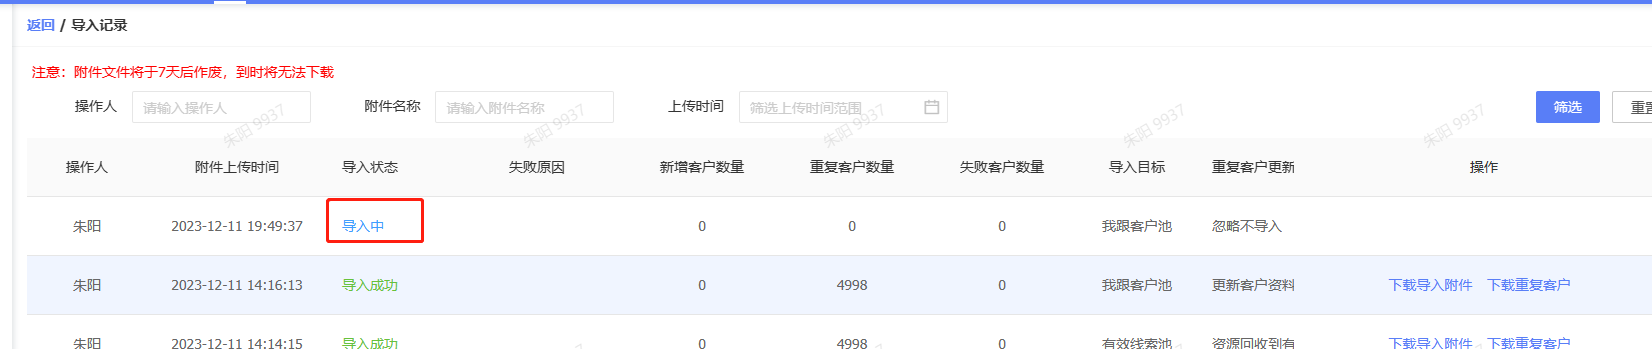 返回 / 导入记录
注意：附件文件将于7天后作废，到时将无法下载
操作人 请输入操作人 附件名称 请输入附件名称 上传时间 筛选上传时间范围 筛选 重置
朱阳 9937 朱阳 9937 朱阳 9937 朱阳 9937
操作人 附件上传时间 导入状态 失败原因 新增客户数量 重复客户数量 失败客户数量 导入目标 重复客户更新 操作
朱阳 2023-12-11 19:49:37 导入中 0 0 0 我跟客户池 忽略不导入
朱阳 2023-12-11 14:16:13 导入成功 0 4998 0 我跟客户池 更新客户资料 下载导入附件 下载重复客户
朱阳 2023-12-11 14:14:15 导入成功 0 4998 0 有效线索池 资源回收到有 下载导入附件 下载重复客户